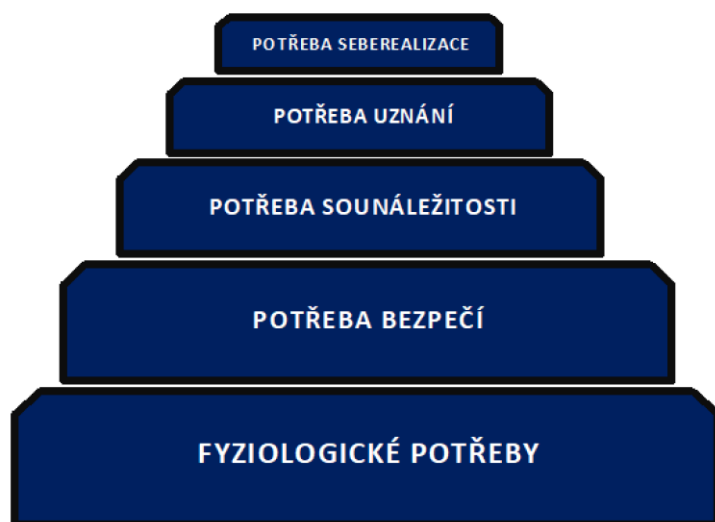 POTŘEBA SEBEREALIZACE
POTŘEBA UZNÁNÍ
POTŘEBA SOUNÁLEŽITOSTI
POTŘEBA BEZPEČÍ
FYZIOLOGICKÉ POTŘEBY